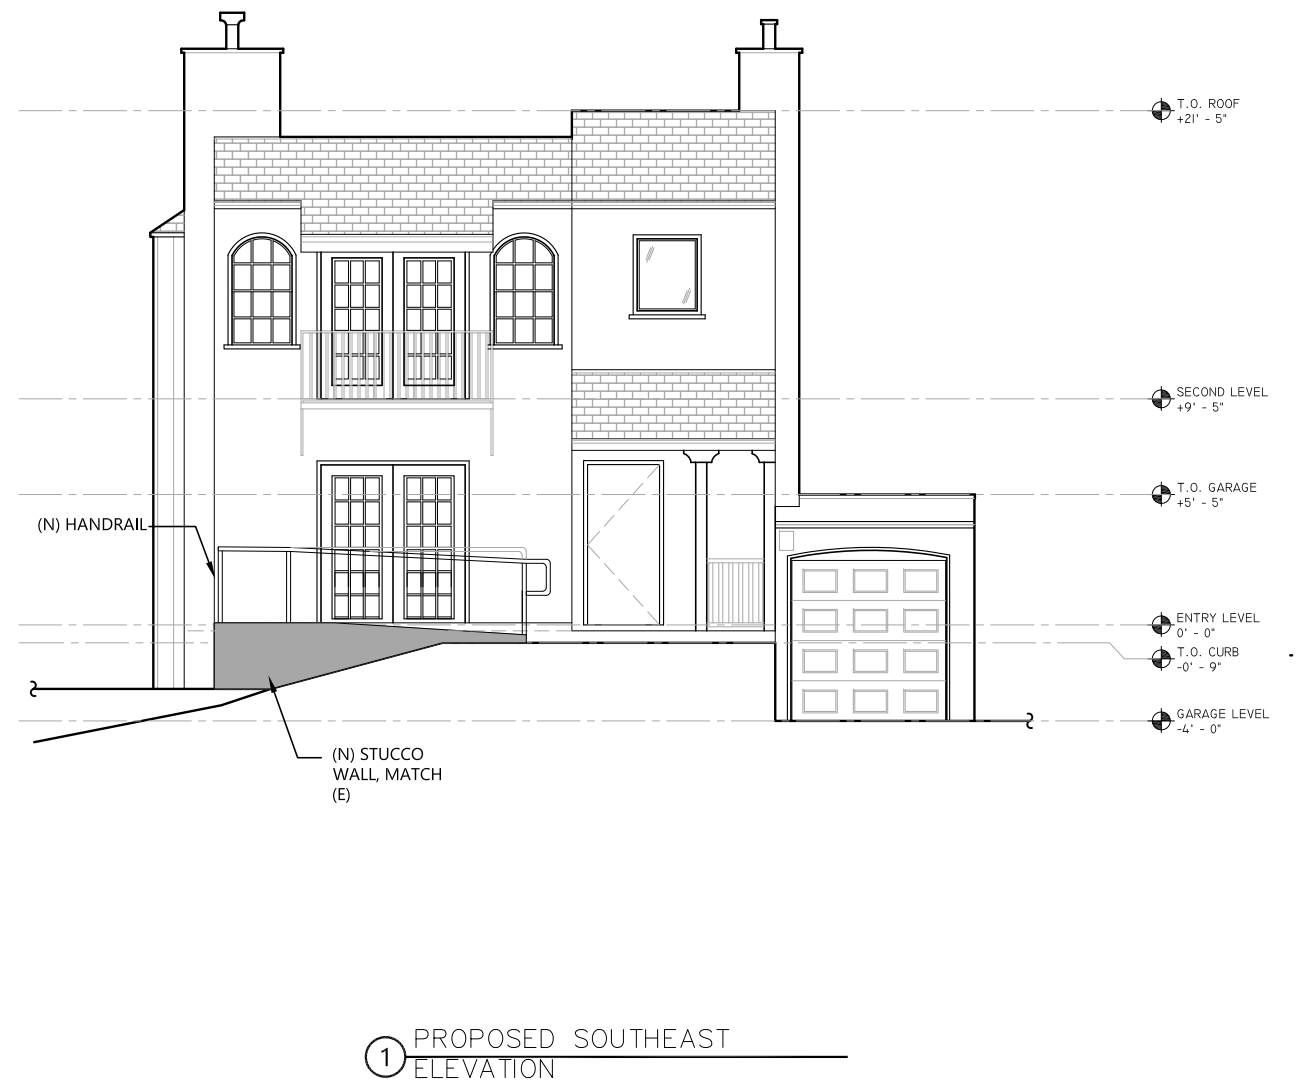 T.O. ROOF
+21' - 5"
SECOND LEVEL
+9' - 5"
T.O. GARAGE
+5' - 5"
(N) HANDRAIL
ENTRY LEVEL
0' - 0"
T.O. CURB
-0' - 9"
GARAGE LEVEL
-4' - 0"
(N) STUCCO
WALL, MATCH
(E)
1
PROPOSED SOUTHEAST
ELEVATION